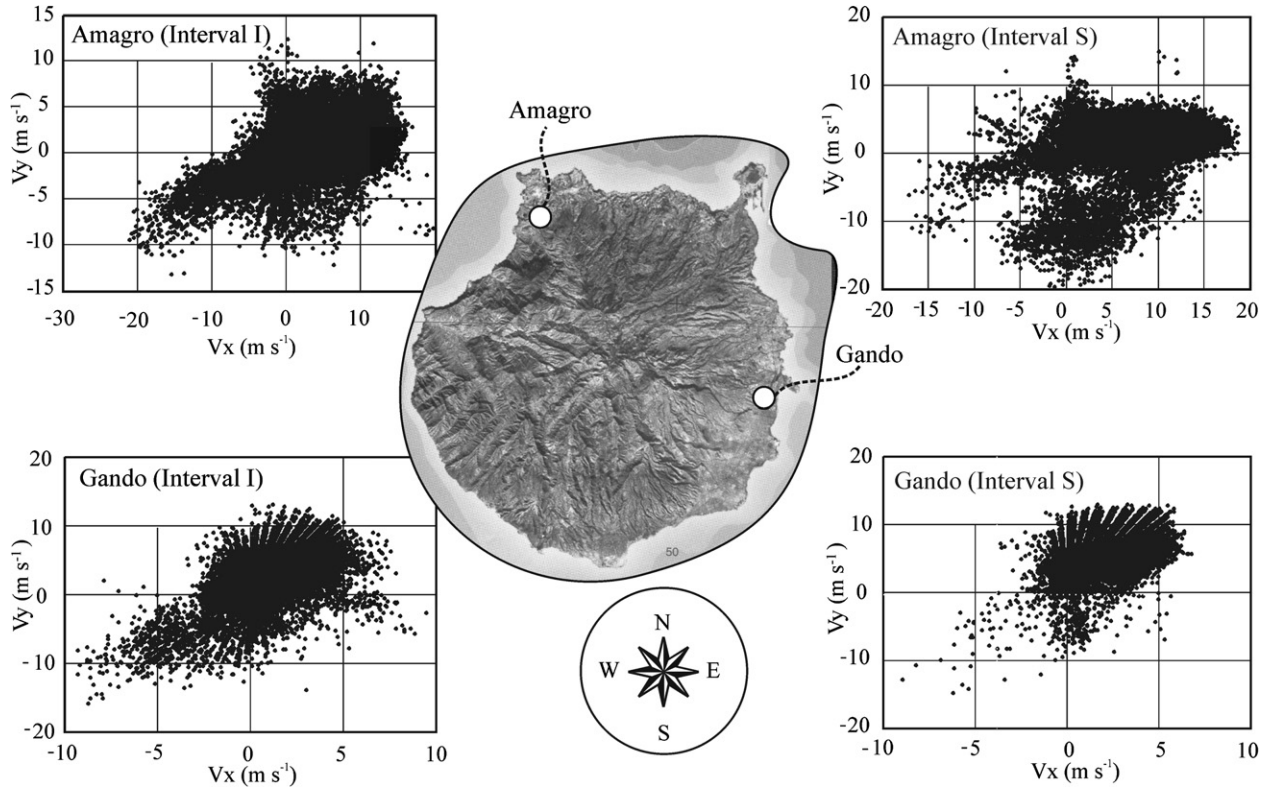 Amagro (Interval I)
15
10
5
0
-5
-10
15
-30
-10
0
10
Vy (m s⁻¹)
Vx (m s⁻¹)
Amagro (Interval S)
20
10
0
-10
-20
-20
-15
-10
-5
0
5
10
15
20
Vy (m s⁻¹)
Vx (m s⁻¹)
Amagro
Gando
50
N
W
E
S
Gando (Interval I)
20
10
0
-10
-20
-10
-5
0
5
10
Vy (m s⁻¹)
Vx (m s⁻¹)
Gando (Interval S)
20
10
0
-10
-20
-10
-5
0
5
10
Vy (m s⁻¹)
Vx (m s⁻¹)